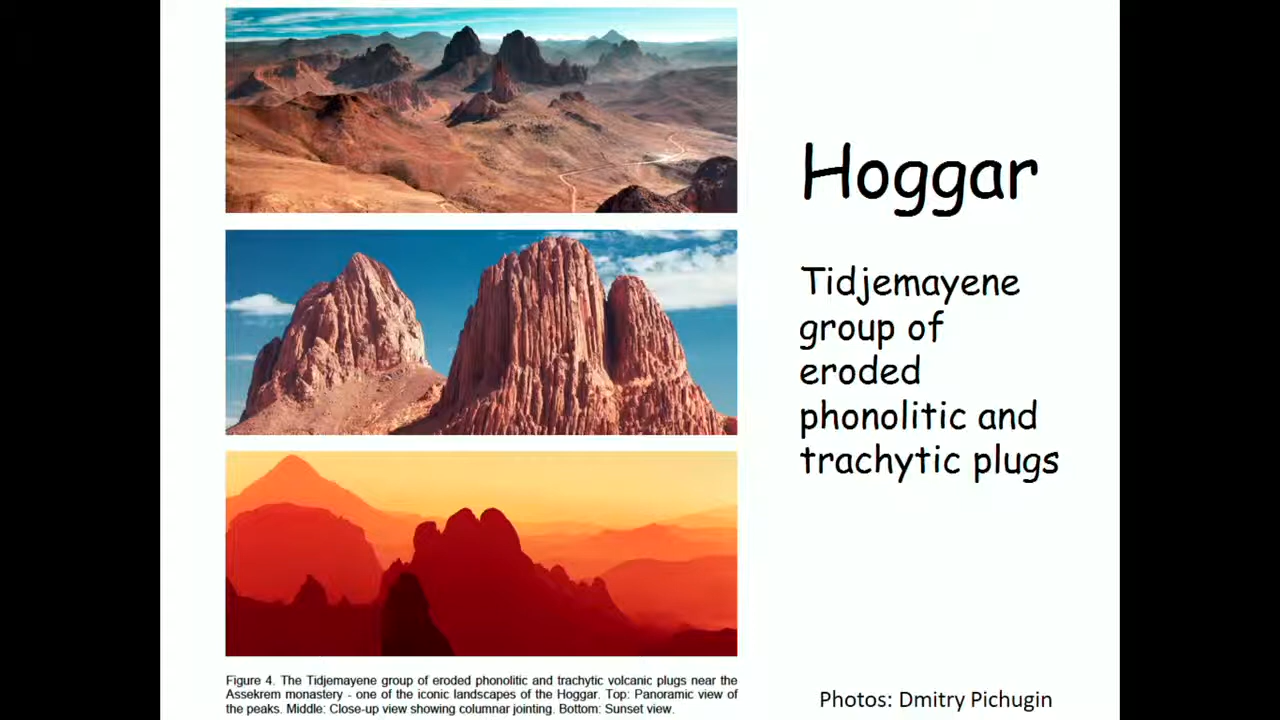 Hoggar
Tidjemayene
group of
eroded
phonolitic and
trachytic plugs
Figure 4. The Tidjemayene group of eroded phonolitic and trachytic volcanic plugs near the
Assekrem monastery - one of the iconic landscapes of the Hoggar. Top: Panoramic view of
the peaks. Middle: Close-up view showing columnar jointing. Bottom: Sunset view.
Photos: Dmitry Pichugin